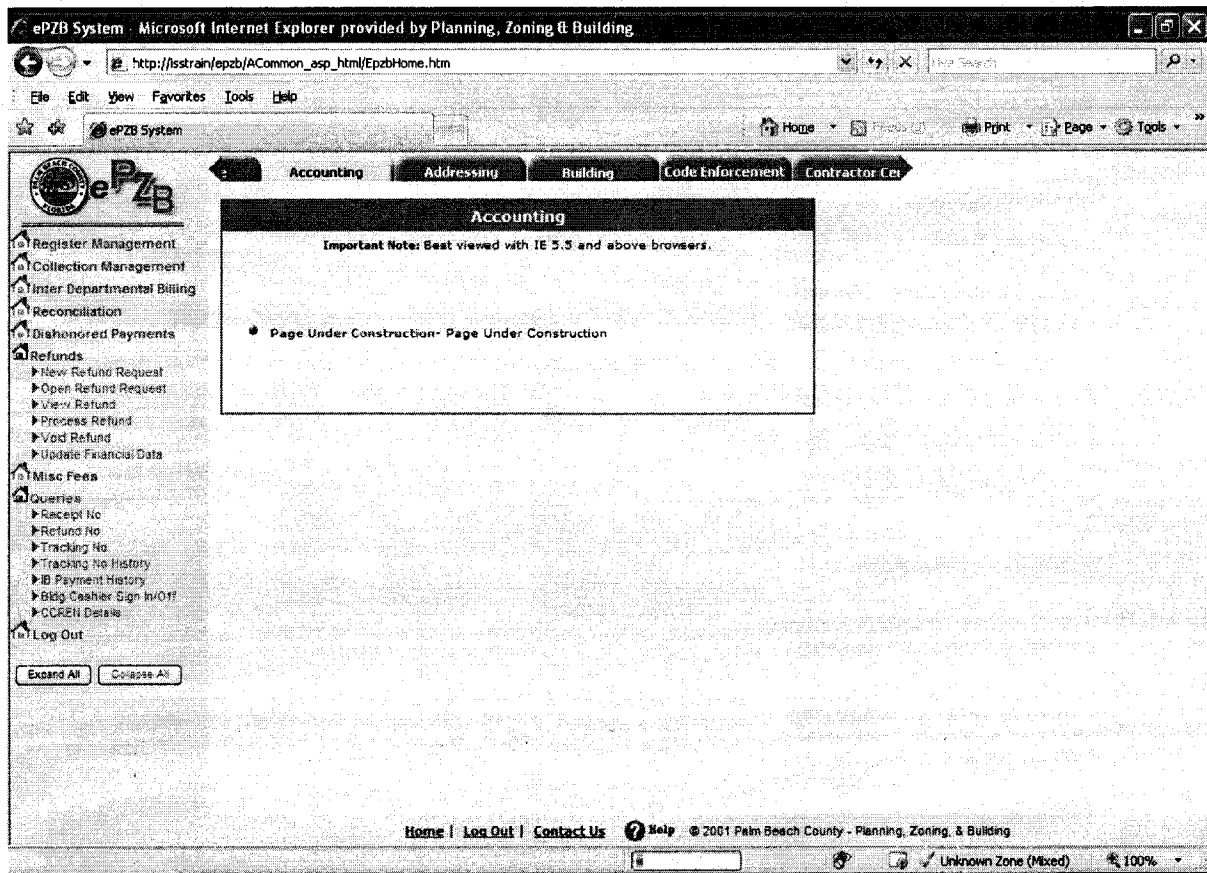 ePZB System - Microsoft Internet Explorer provided by Planning, Zoning & Building
http://isstrain/epzb/ACommon_asp_html/EpzbHome.htm
Live Search
File Edit View Favorites Tools Help
ePZB System
Home
Print Page Tools
ePZB
Accounting Addressing Building Code Enforcement Contractor Cer
Accounting
Important Note: Best viewed with IE 5.5 and above browsers.
Page Under Construction- Page Under Construction
Register Management
Collection Management
Inter Departmental Billing
Reconciliation
Dishonored Payments
Refunds
New Refund Request
Open Refund Request
View Refund
Process Refund
Void Refund
Update Financial Data
Misc Fees
Queries
Receipt No
Refund No
Tracking No
Tracking No History
IB Payment History
Bldg Cashier Sign In/Off
CCREN Details
Log Out
Expand All Collapse All
Home | Log Out | Contact Us Help © 2001 Palm Beach County - Planning, Zoning, & Building
Unknown Zone (Mixed) 100%